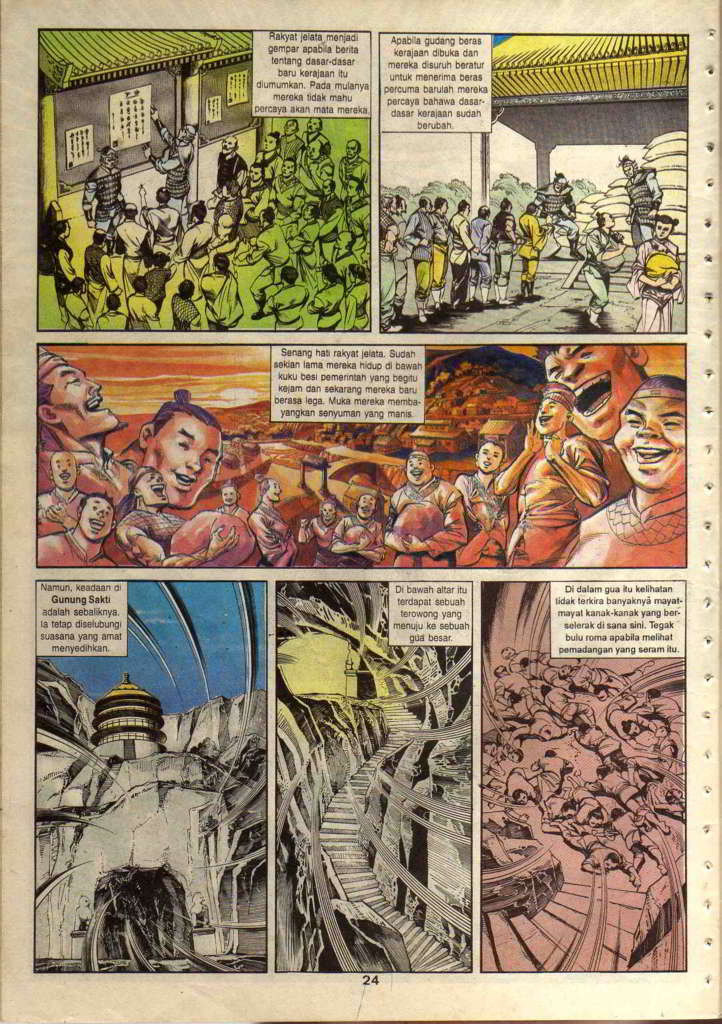 Rakyat jelata menjadi
gempar apabila berita
tentang dasar-dasar
baru kerajaan itu
diumumkan. Pada mulanya
mereka tidak mahu
percaya akan mata mereka.
Apabila gudang beras
kerajaan dibuka dan
mereka disuruh beratur
untuk menerima beras
percuma barulah mereka
percaya bahawa dasar-
dasar kerajaan sudah
berubah.
Senang hati rakyat jelata. Sudah
sekian lama mereka hidup di bawah
kuku besi pemerintah yang begitu
kejam dan sekarang mereka baru
berasa lega. Muka mereka memba-
yangkan senyuman yang manis.
Namun, keadaan di
Gunung Sakti
adalah sebaliknya.
Ia tetap diselubungi
suasana yang amat
menyedihkan.
Di bawah altar itu
terdapat sebuah
terowong yang
menuju ke sebuah
gua besar.
Di dalam gua itu kelihatan
tidak terkira banyaknya mayat-
mayat kanak-kanak yang ber-
selerak di sana sini. Tegak
bulu roma apabila melihat
pemadangan yang seram itu.
24